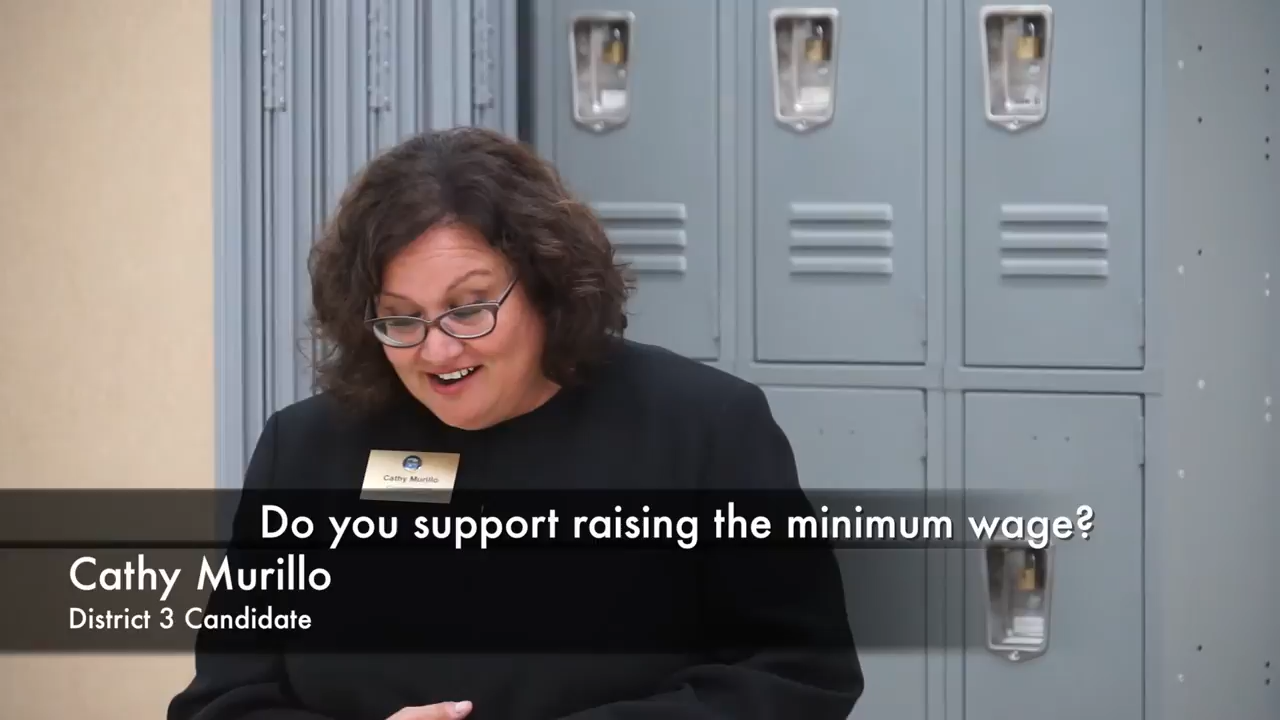 Cathy Murillo
Do you support raising the minimum wage?
Cathy Murillo
District 3 Candidate